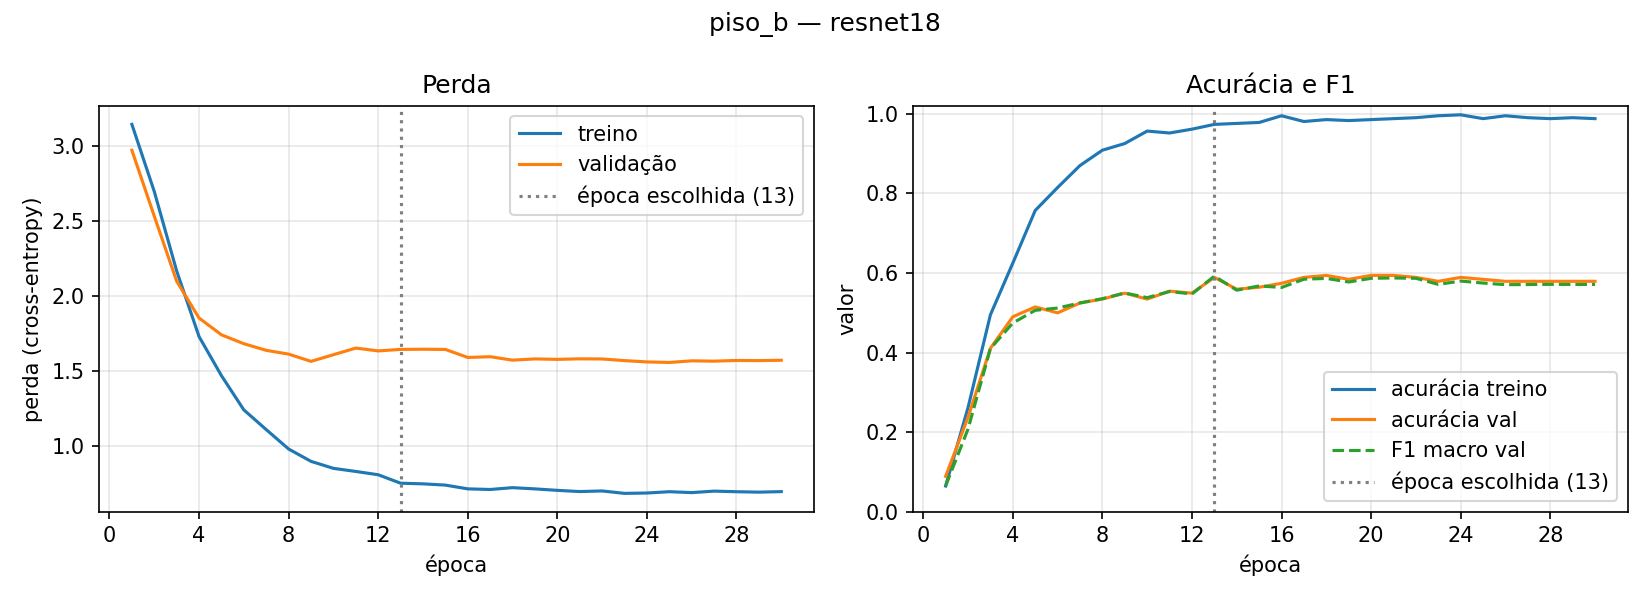 piso_b — resnet18
Perda
perda (cross-entropy)
3.0
2.5
2.0
1.5
1.0
0 4 8 12 16 20 24 28
época
treino
validação
época escolhida (13)
Acurácia e F1
valor
1.0
0.8
0.6
0.4
0.2
0.0
0 4 8 12 16 20 24 28
época
acurácia treino
acurácia val
F1 macro val
época escolhida (13)